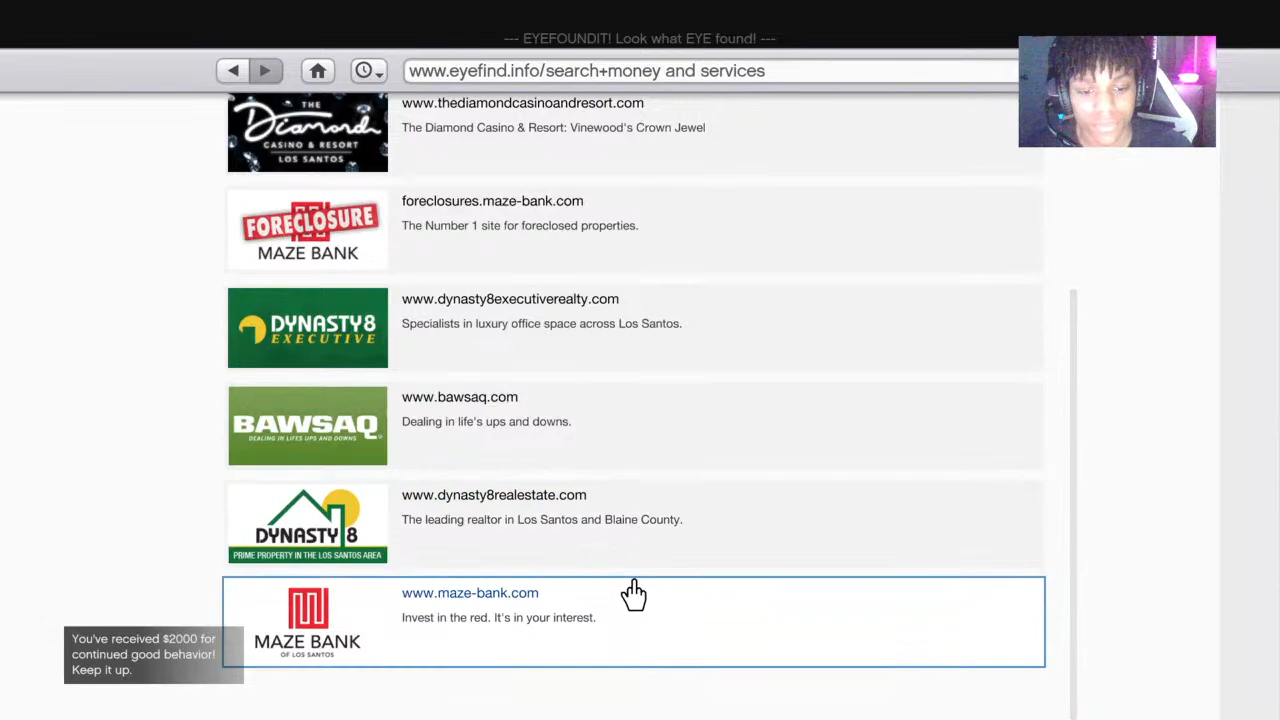 --- EYEFOUNDIT! Look what EYE found! ---
www.eyefind.info/search+money and services
THE
Diamond
CASINO & RESORT
LOS SANTOS
www.thediamondcasinoandresort.com
The Diamond Casino & Resort: Vinewood's Crown Jewel
FORECLOSURE
MAZE BANK
foreclosures.maze-bank.com
The Number 1 site for foreclosed properties.
DYNASTY8
EXECUTIVE
www.dynasty8executiverealty.com
Specialists in luxury office space across Los Santos.
BAWSAQ
DEALING IN LIFES UPS AND DOWNS
www.bawsaq.com
Dealing in life's ups and downs.
DYNASTY 8
PRIME PROPERTY IN THE LOS SANTOS AREA
www.dynasty8realestate.com
The leading realtor in Los Santos and Blaine County.
MAZE BANK
OF LOS SANTOS
www.maze-bank.com
Invest in the red. It's in your interest.
You've received $2000 for
continued good behavior!
Keep it up.